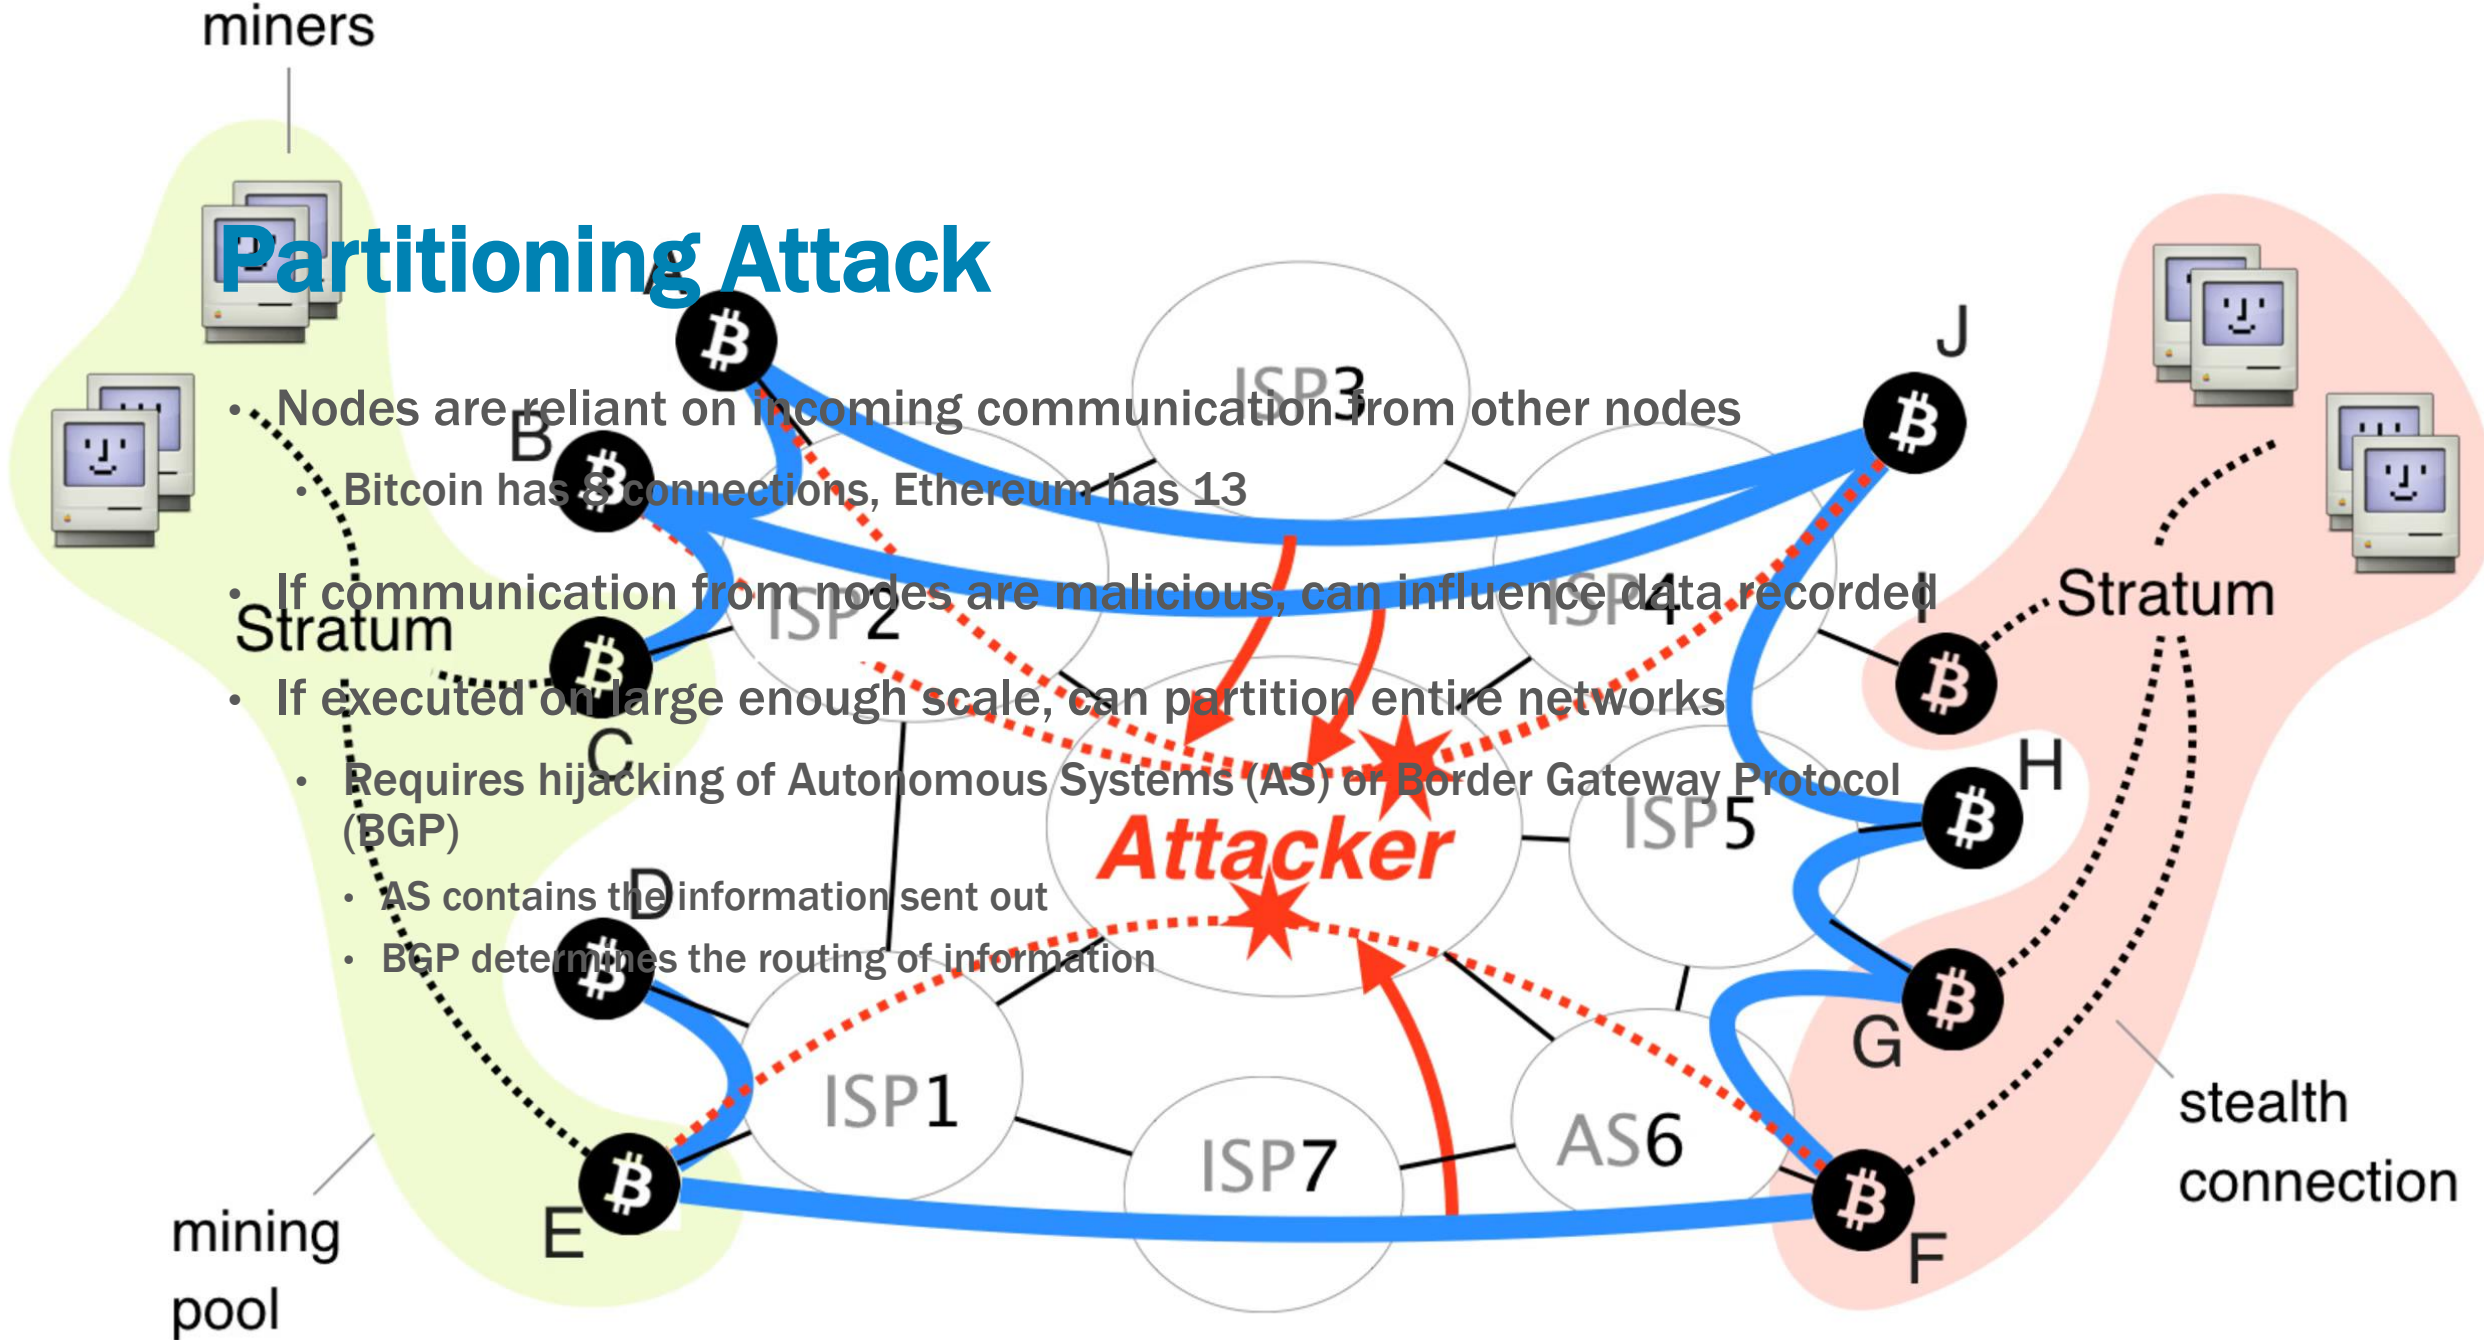 miners
Partitioning Attack
A
J
• Nodes are reliant on incoming communication from other nodes
ISP3
B
• Bitcoin has 8 connections, Ethereum has 13
• If communication from nodes are malicious, can influence data recorded
ISP2
ISP4
I
Stratum
Stratum
• If executed on large enough scale, can partition entire networks
C
H
• Requires hijacking of Autonomous Systems (AS) or Border Gateway Protocol
(BGP)
ISP5
Attacker
• AS contains the information sent out
D
• BGP determines the routing of information
G
ISP1
AS6
ISP7
stealth
connection
mining
pool
E
F